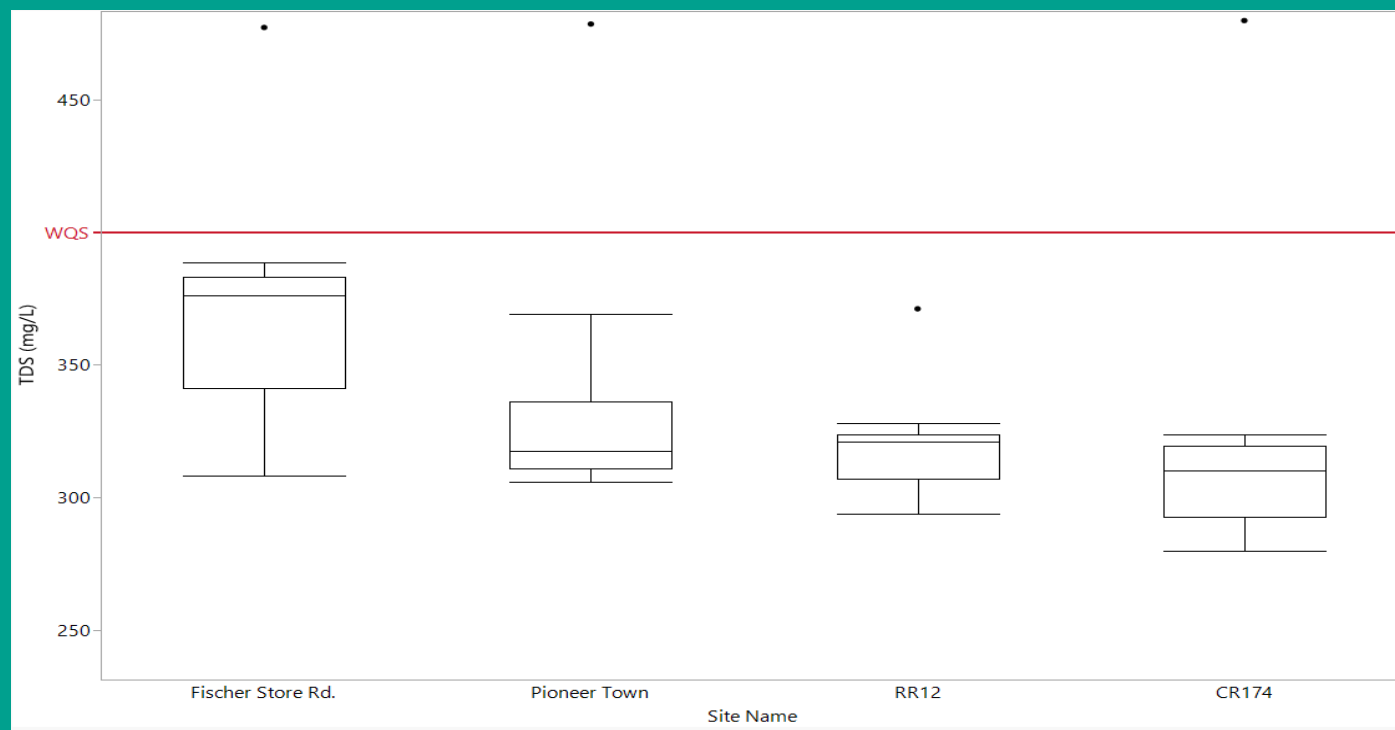 450
WQS
350
300
250
TDS (mg/L)
Fischer Store Rd.
Pioneer Town
RR12
CR174
Site Name